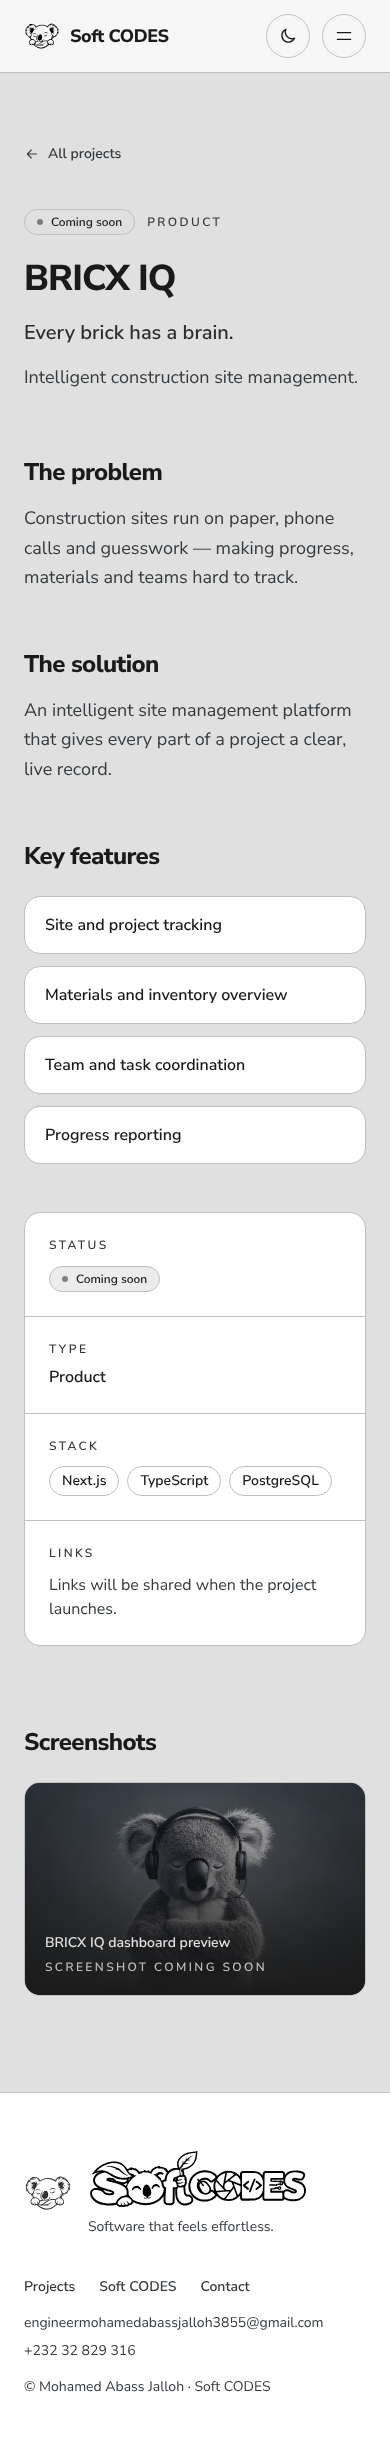 Soft CODES
All projects
Coming soon PRODUCT
BRICX IQ
Every brick has a brain.
Intelligent construction site management.
The problem
Construction sites run on paper, phone
calls and guesswork — making progress,
materials and teams hard to track.
The solution
An intelligent site management platform
that gives every part of a project a clear,
live record.
Key features
Site and project tracking
Materials and inventory overview
Team and task coordination
Progress reporting
STATUS
Coming soon
TYPE
Product
STACK
Next.js TypeScript PostgreSQL
LINKS
Links will be shared when the project
launches.
Screenshots
BRICX IQ dashboard preview
SCREENSHOT COMING SOON
SoftCODES
Software that feels effortless.
Projects Soft CODES Contact
engineermohamedabassjalloh3855@gmail.com
+232 32 829 316
© Mohamed Abass Jalloh · Soft CODES